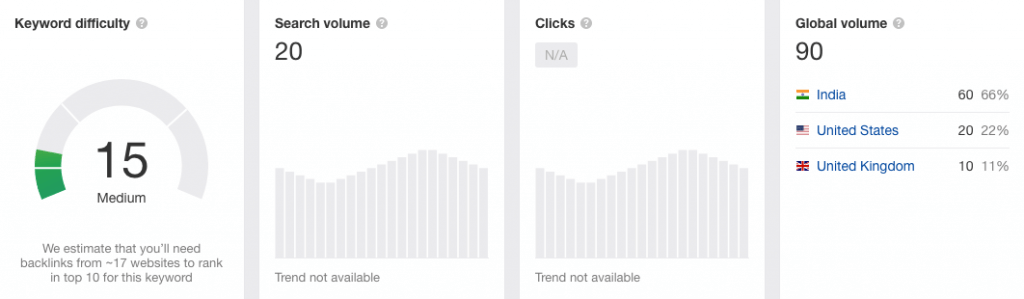 Keyword difficulty ?
15
Medium
We estimate that you'll need
backlinks from ~17 websites to rank
in top 10 for this keyword
Search volume ?
20
Trend not available
Clicks ?
N/A
Trend not available
Global volume ?
90
India 60 66%
United States 20 22%
United Kingdom 10 11%